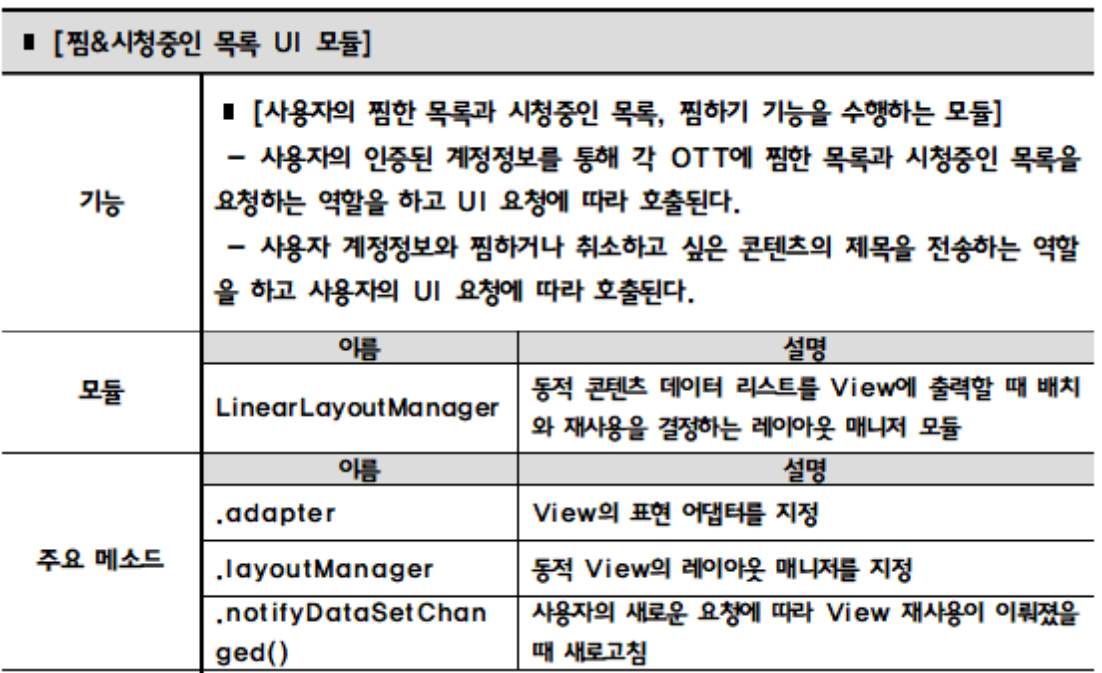 ■ [찜&시청중인 목록 UI 모듈]
기능
■ [사용자의 찜한 목록과 시청중인 목록, 찜하기 기능을 수행하는 모듈]
- 사용자의 인증된 계정정보를 통해 각 OTT에 찜한 목록과 시청중인 목록을
요청하는 역할을 하고 UI 요청에 따라 호출된다.
- 사용자 계정정보와 찜하거나 취소하고 싶은 콘텐츠의 제목을 전송하는 역할
을 하고 사용자의 UI 요청에 따라 호출된다.
모듈
이름 설명
LinearLayoutManager
동적 콘텐츠 데이터 리스트를 View에 출력할 때 배치
와 재사용을 결정하는 레이아웃 매니저 모듈
주요 메소드
이름 설명
.adapter View의 표현 어댑터를 지정
.layoutManager 동적 View의 레이아웃 매니저를 지정
.notifyDataSetChan
ged()
사용자의 새로운 요청에 따라 View 재사용이 이뤄졌을
때 새로고침